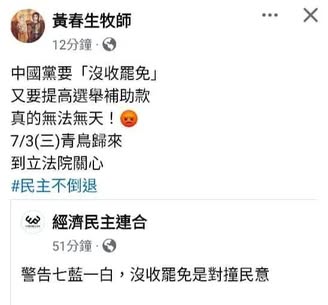 黃春生牧師
12分鐘 ·
中國黨要「沒收罷免」
又要提高選舉補助款
真的無法無天！😡
7/3(三)青鳥歸來
到立法院關心
#民主不倒退
經濟民主連合
51分鐘 ·
警告七藍一白，沒收罷免是對撞民意